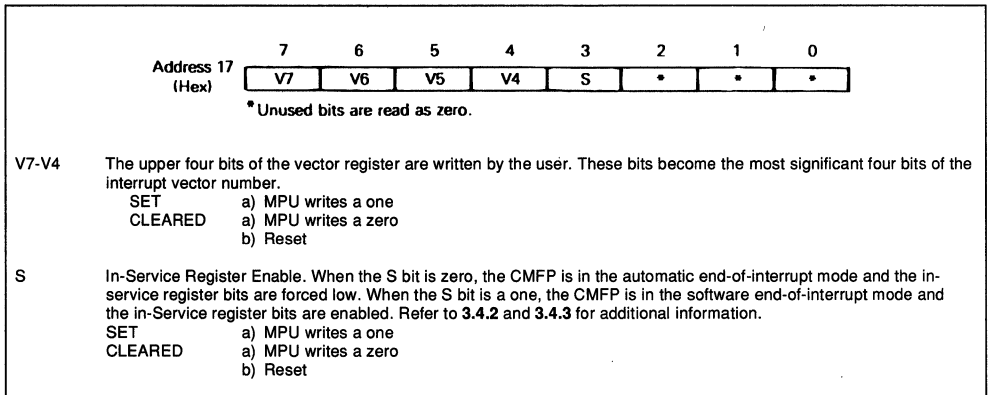 7 6 5 4 3 2 1 0
Address 17
(Hex)
V7 V6 V5 V4 S * * *
*Unused bits are read as zero.
V7-V4 The upper four bits of the vector register are written by the user. These bits become the most significant four bits of the
interrupt vector number.
SET a) MPU writes a one
CLEARED a) MPU writes a zero
b) Reset
S In-Service Register Enable. When the S bit is zero, the CMFP is in the automatic end-of-interrupt mode and the in-
service register bits are forced low. When the S bit is a one, the CMFP is in the software end-of-interrupt mode and
the in-Service register bits are enabled. Refer to 3.4.2 and 3.4.3 for additional information.
SET a) MPU writes a one
CLEARED a) MPU writes a zero
b) Reset